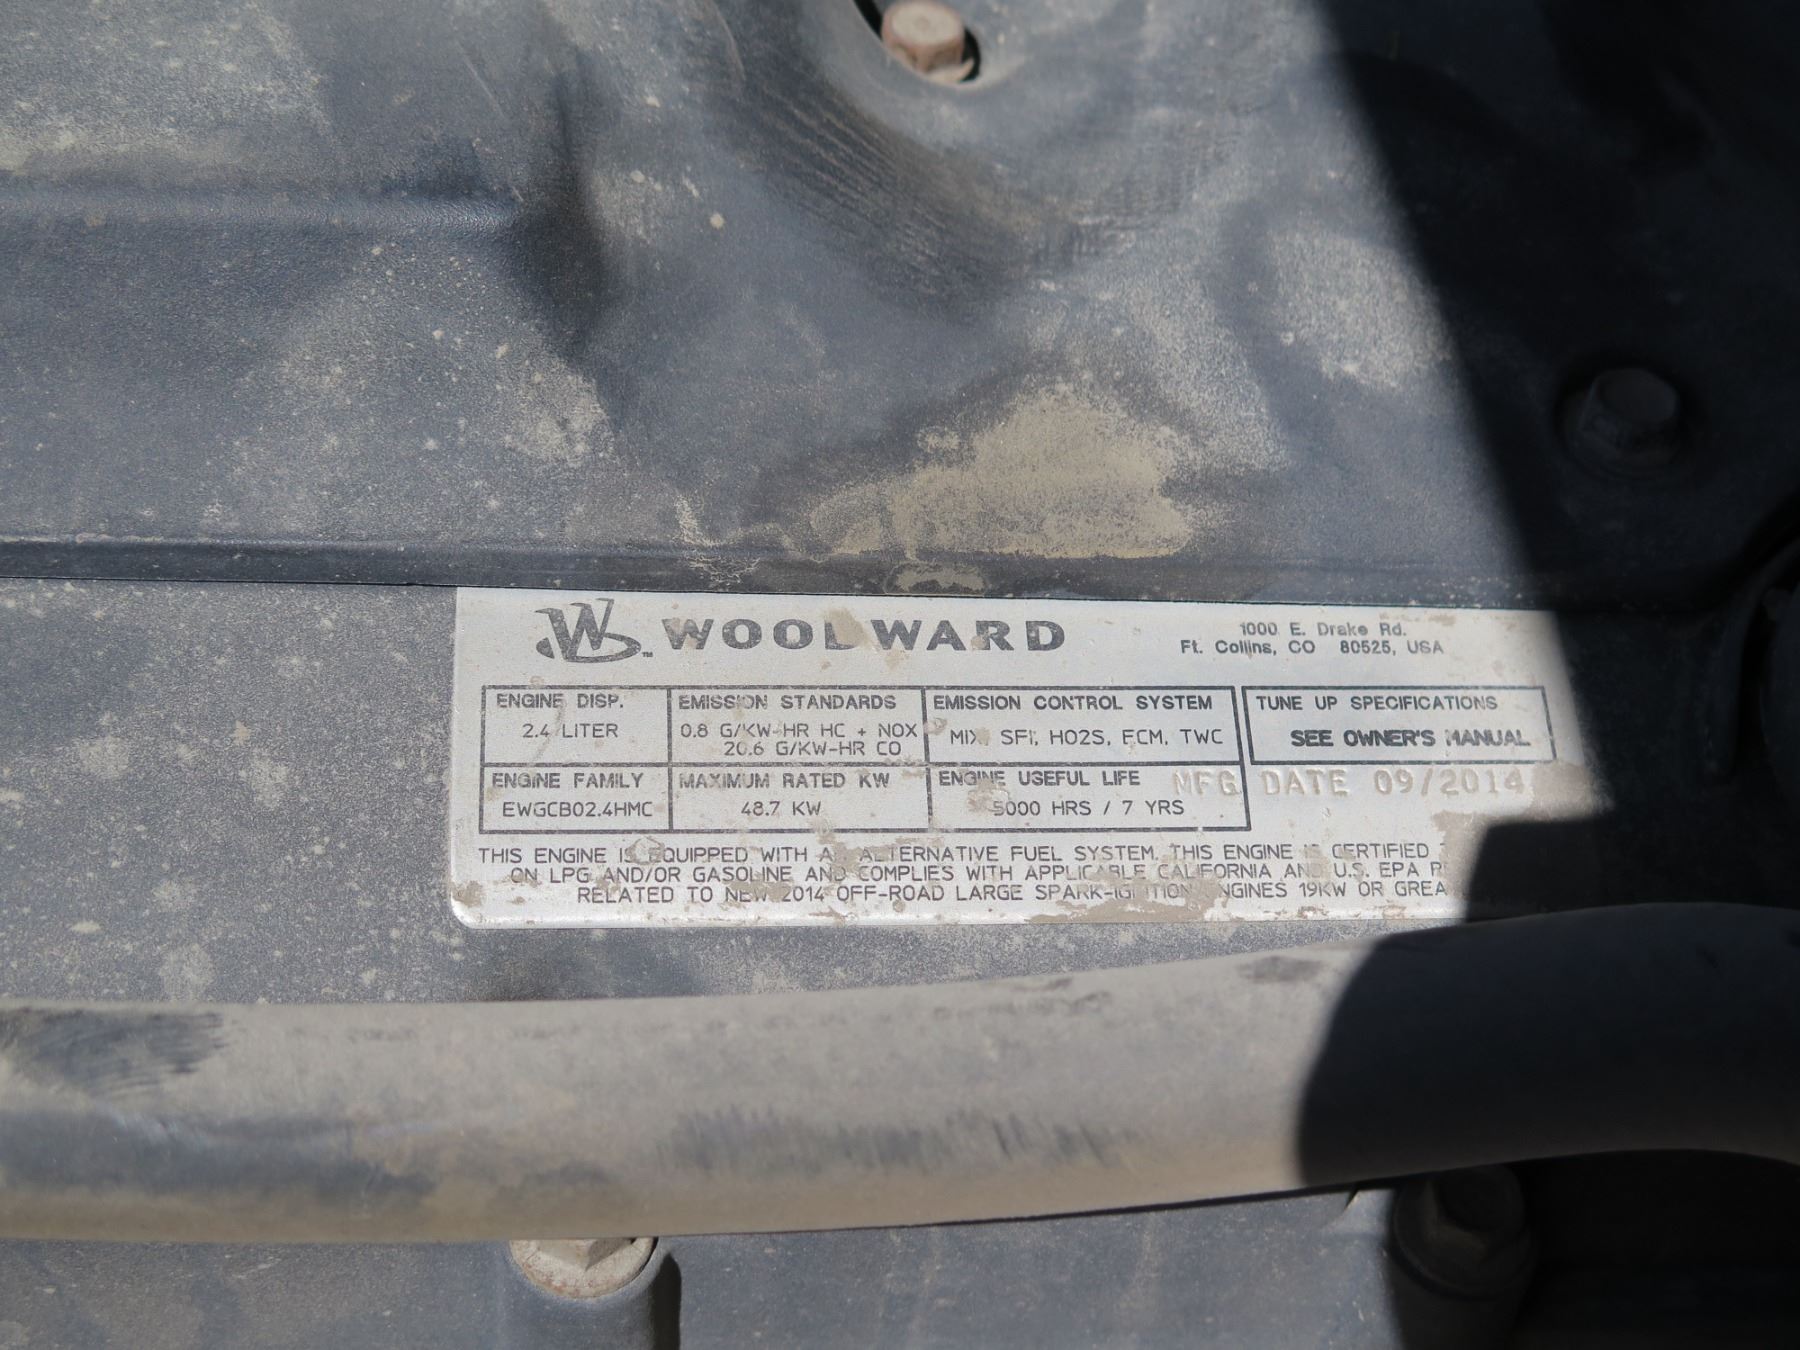 W™ WOODWARD
1000 E. Drake Rd.
Ft. Collins, CO 80525, USA
ENGINE DISP.
2.4 LITER
EMISSION STANDARDS
0.8 G/KW-HR HC + NOX
20.6 G/KW-HR CO
EMISSION CONTROL SYSTEM
MIX, SFI, HO2S, ECM, TWC
TUNE UP SPECIFICATIONS
SEE OWNER'S MANUAL
ENGINE FAMILY
EWGCB02.4HMC
MAXIMUM RATED KW
48.7 KW
ENGINE USEFUL LIFE
5000 HRS / 7 YRS
MFG DATE 09/2014
THIS ENGINE IS EQUIPPED WITH AN ALTERNATIVE FUEL SYSTEM. THIS ENGINE IS CERTIFIED
ON LPG AND/OR GASOLINE AND COMPLIES WITH APPLICABLE CALIFORNIA AND U.S. EPA
RELATED TO NEW 2014 OFF-ROAD LARGE SPARK-IGNITION ENGINES 19KW OR